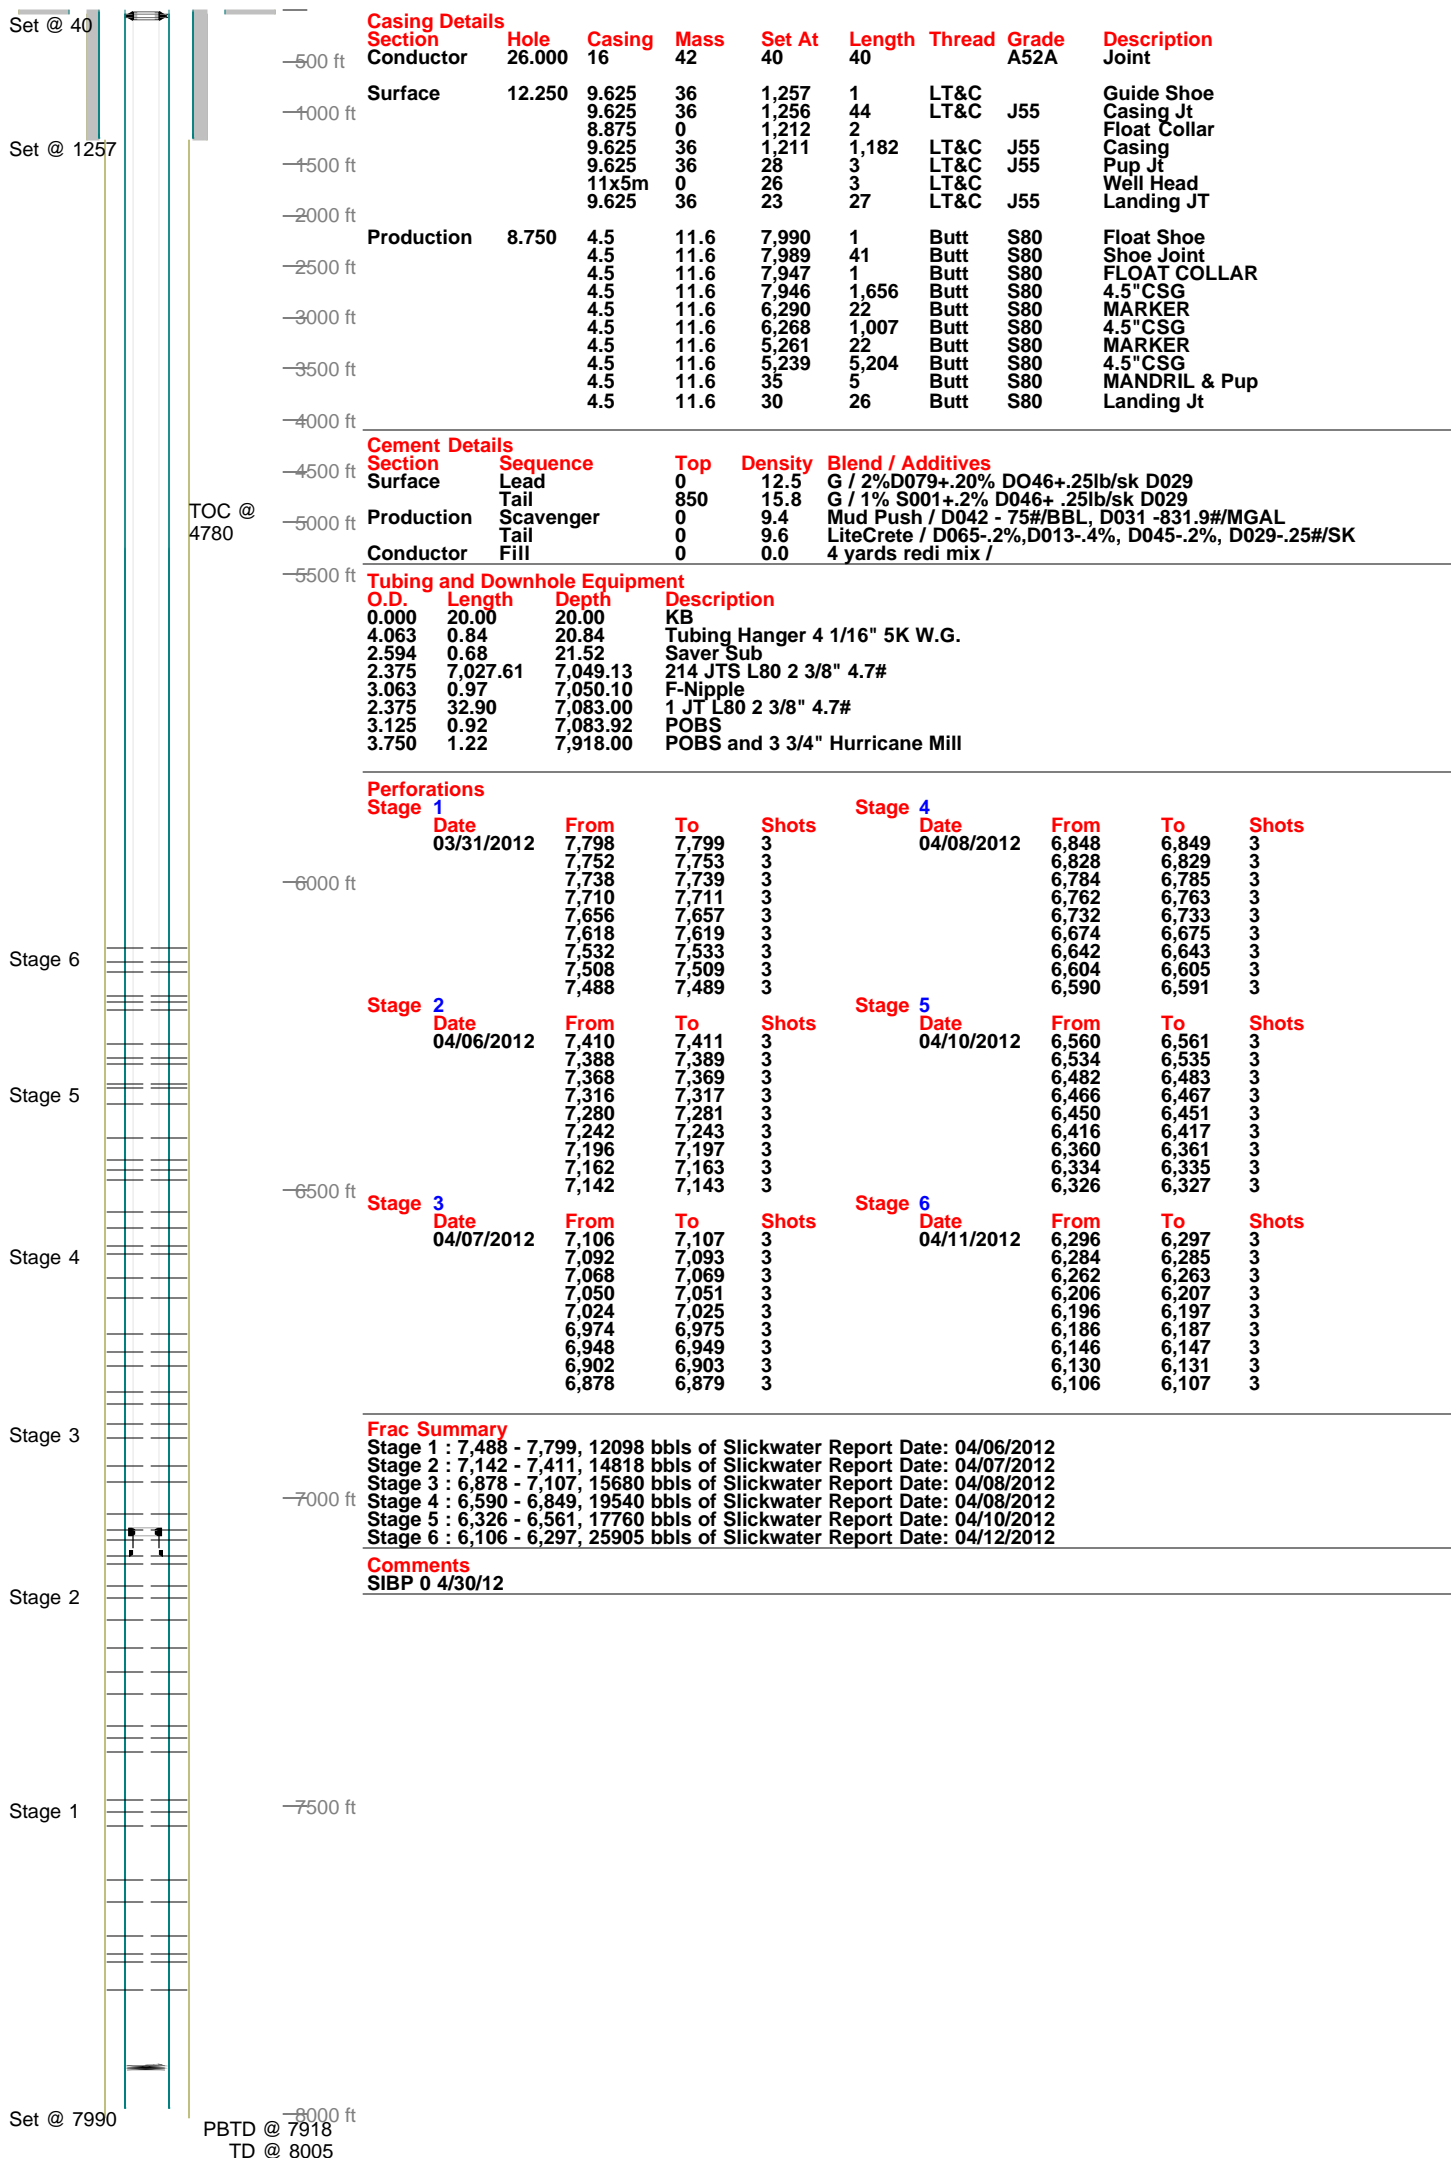 Set @ 40
Set @ 1257
TOC @
4780
Stage 6
Stage 5
Stage 4
Stage 3
Stage 2
Stage 1
Set @ 7990
PBTD @ 7918
TD @ 8005
500 ft
1000 ft
1500 ft
2000 ft
2500 ft
3000 ft
3500 ft
4000 ft
4500 ft
5000 ft
5500 ft
6000 ft
6500 ft
7000 ft
7500 ft
8000 ft
Casing Details
Section Hole Casing Mass Set At Length Thread Grade Description
Conductor 26.000 16 42 40 40 A52A Joint
Surface 12.250 9.625 36 1,257 1 LT&C Guide Shoe
9.625 36 1,256 44 LT&C J55 Casing Jt
8.875 0 1,212 2 Float Collar
9.625 36 1,211 1,182 LT&C J55 Casing
9.625 36 28 3 LT&C J55 Pup Jt
11x5m 0 26 3 LT&C Well Head
9.625 36 23 27 LT&C J55 Landing JT
Production 8.750 4.5 11.6 7,990 1 Butt S80 Float Shoe
4.5 11.6 7,989 41 Butt S80 Shoe Joint
4.5 11.6 7,947 1 Butt S80 FLOAT COLLAR
4.5 11.6 7,946 1,656 Butt S80 4.5"CSG
4.5 11.6 6,290 22 Butt S80 MARKER
4.5 11.6 6,268 1,007 Butt S80 4.5"CSG
4.5 11.6 5,261 22 Butt S80 MARKER
4.5 11.6 5,239 5,204 Butt S80 4.5"CSG
4.5 11.6 35 5 Butt S80 MANDRIL & Pup
4.5 11.6 30 26 Butt S80 Landing Jt
Cement Details
Section Sequence Top Density Blend / Additives
Surface Lead 0 12.5 G / 2%D079+.20% DO46+.25lb/sk D029
Tail 850 15.8 G / 1% S001+.2% D046+ .25lb/sk D029
Production Scavenger 0 9.4 Mud Push / D042 - 75#/BBL, D031 -831.9#/MGAL
Tail 0 9.6 LiteCrete / D065-.2%,D013-.4%, D045-.2%, D029-.25#/SK
Conductor Fill 0 0.0 4 yards redi mix /
Tubing and Downhole Equipment
O.D. Length Depth Description
0.000 20.00 20.00 KB
4.063 0.84 20.84 Tubing Hanger 4 1/16" 5K W.G.
2.594 0.68 21.52 Saver Sub
2.375 7,027.61 7,049.13 214 JTS L80 2 3/8" 4.7#
3.063 0.97 7,050.10 F-Nipple
2.375 32.90 7,083.00 1 JT L80 2 3/8" 4.7#
3.125 0.92 7,083.92 POBS
3.750 1.22 7,918.00 POBS and 3 3/4" Hurricane Mill
Perforations
Stage 1
Date From To Shots
03/31/2012 7,798 7,799 3
7,752 7,753 3
7,738 7,739 3
7,710 7,711 3
7,656 7,657 3
7,618 7,619 3
7,532 7,533 3
7,508 7,509 3
7,488 7,489 3
Stage 2
Date From To Shots
04/06/2012 7,410 7,411 3
7,388 7,389 3
7,368 7,369 3
7,316 7,317 3
7,280 7,281 3
7,242 7,243 3
7,196 7,197 3
7,162 7,163 3
7,142 7,143 3
Stage 3
Date From To Shots
04/07/2012 7,106 7,107 3
7,092 7,093 3
7,068 7,069 3
7,050 7,051 3
7,024 7,025 3
6,974 6,975 3
6,948 6,949 3
6,902 6,903 3
6,878 6,879 3
Stage 4
Date From To Shots
04/08/2012 6,848 6,849 3
6,828 6,829 3
6,784 6,785 3
6,762 6,763 3
6,732 6,733 3
6,674 6,675 3
6,642 6,643 3
6,604 6,605 3
6,590 6,591 3
Stage 5
Date From To Shots
04/10/2012 6,560 6,561 3
6,534 6,535 3
6,482 6,483 3
6,466 6,467 3
6,450 6,451 3
6,416 6,417 3
6,360 6,361 3
6,334 6,335 3
6,326 6,327 3
Stage 6
Date From To Shots
04/11/2012 6,296 6,297 3
6,284 6,285 3
6,262 6,263 3
6,206 6,207 3
6,196 6,197 3
6,186 6,187 3
6,146 6,147 3
6,130 6,131 3
6,106 6,107 3
Frac Summary
Stage 1 : 7,488 - 7,799, 12098 bbls of Slickwater Report Date: 04/06/2012
Stage 2 : 7,142 - 7,411, 14818 bbls of Slickwater Report Date: 04/07/2012
Stage 3 : 6,878 - 7,107, 15680 bbls of Slickwater Report Date: 04/08/2012
Stage 4 : 6,590 - 6,849, 19540 bbls of Slickwater Report Date: 04/08/2012
Stage 5 : 6,326 - 6,561, 17760 bbls of Slickwater Report Date: 04/10/2012
Stage 6 : 6,106 - 6,297, 25905 bbls of Slickwater Report Date: 04/12/2012
Comments
SIBP 0 4/30/12